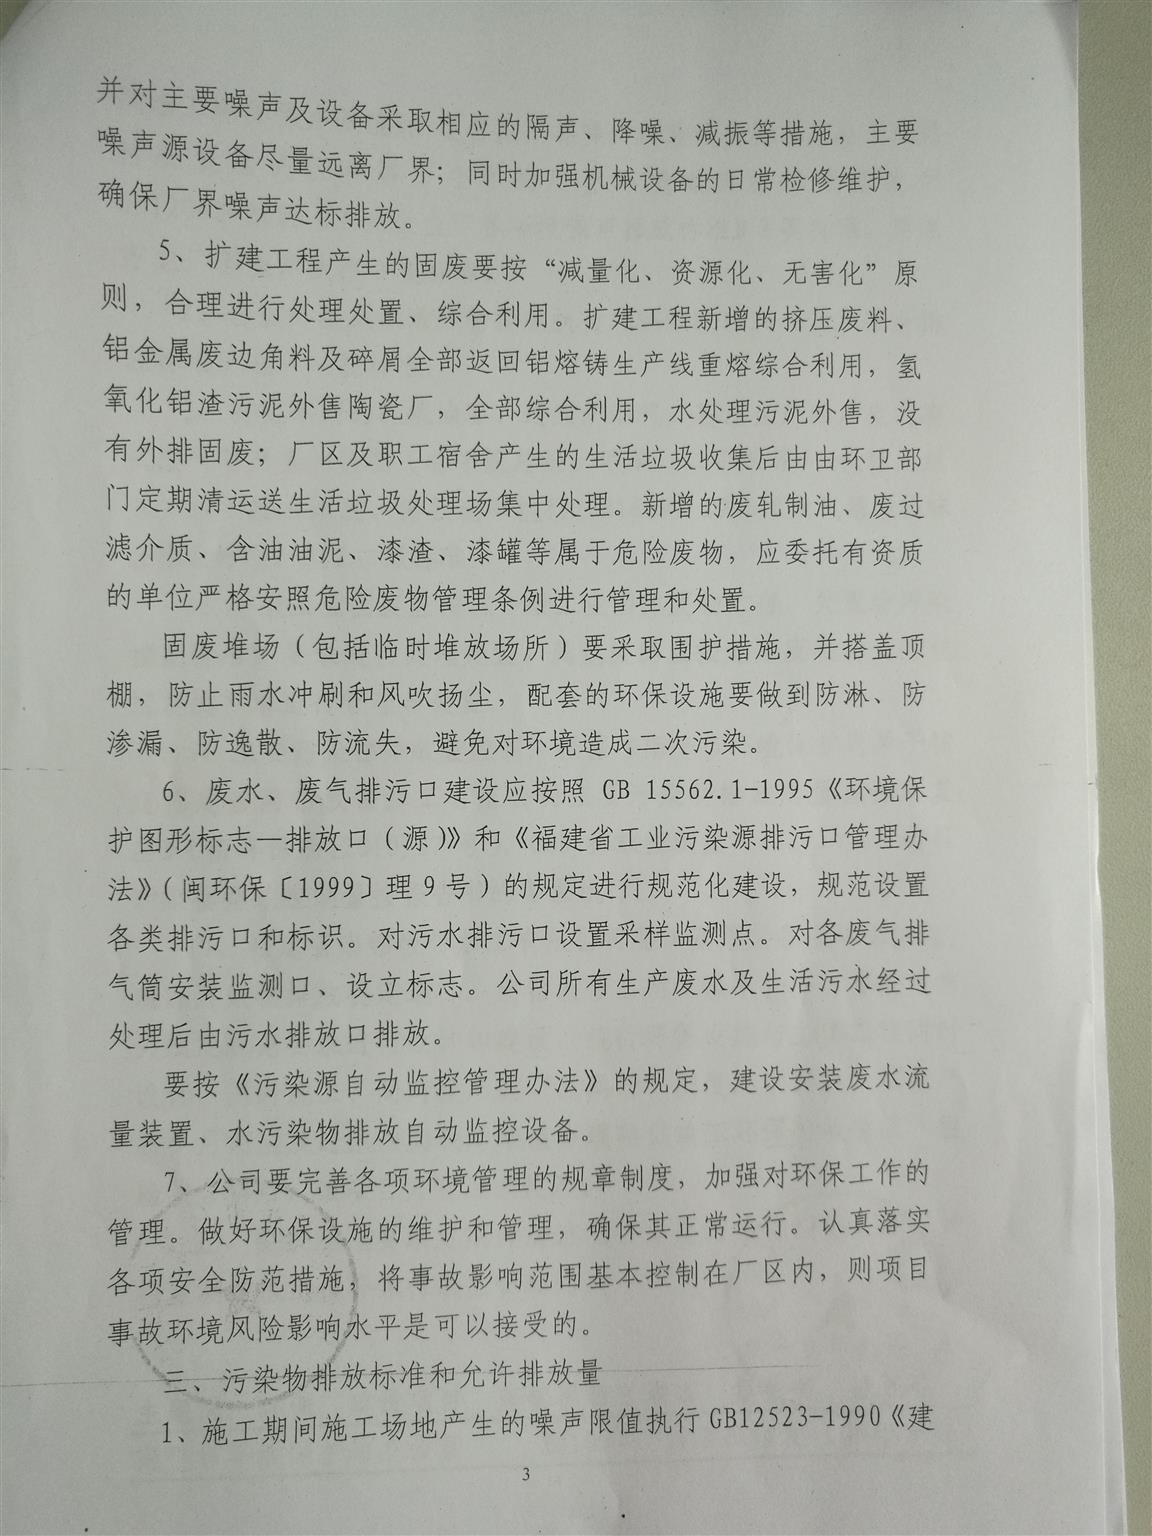 并对主要噪声及设备采取相应的隔声、降噪、减振等措施，主要
噪声源设备尽量远离厂界；同时加强机械设备的日常检修维护，
确保厂界噪声达标排放。
5、扩建工程产生的固废要按“减量化、资源化、无害化”原
则，合理进行处理处置、综合利用。扩建工程新增的挤压废料、
铝金属废边角料及碎屑全部返回铝熔铸生产线重熔综合利用，氢
氧化铝渣污泥外售陶瓷厂，全部综合利用，水处理污泥外售，没
有外排固废；厂区及职工宿舍产生的生活垃圾收集后由由环卫部
门定期清运送生活垃圾处理场集中处理。新增的废轧制油、废过
滤介质、含油油泥、漆渣、漆罐等属于危险废物，应委托有资质
的单位严格安照危险废物管理条例进行管理和处置。
固废堆场（包括临时堆放场所）要采取围护措施，并搭盖顶
棚，防止雨水冲刷和风吹扬尘，配套的环保设施要做到防淋、防
渗漏、防逸散、防流失，避免对环境造成二次污染。
6、废水、废气排污口建设应按照 GB 15562.1-1995《环境保
护图形标志—排放口（源）》和《福建省工业污染源排污口管理办
法》（闽环保〔1999〕理 9 号）的规定进行规范化建设，规范设置
各类排污口和标识。对污水排污口设置采样监测点。对各废气排
气筒安装监测口、设立标志。公司所有生产废水及生活污水经过
处理后由污水排放口排放。
要按《污染源自动监控管理办法》的规定，建设安装废水流
量装置、水污染物排放自动监控设备。
7、公司要完善各项环境管理的规章制度，加强对环保工作的
管理。做好环保设施的维护和管理，确保其正常运行。认真落实
各项安全防范措施，将事故影响范围基本控制在厂区内，则项目
事故环境风险影响水平是可以接受的。
三、污染物排放标准和允许排放量
1、施工期间施工场地产生的噪声限值执行 GB12523-1990《建
3